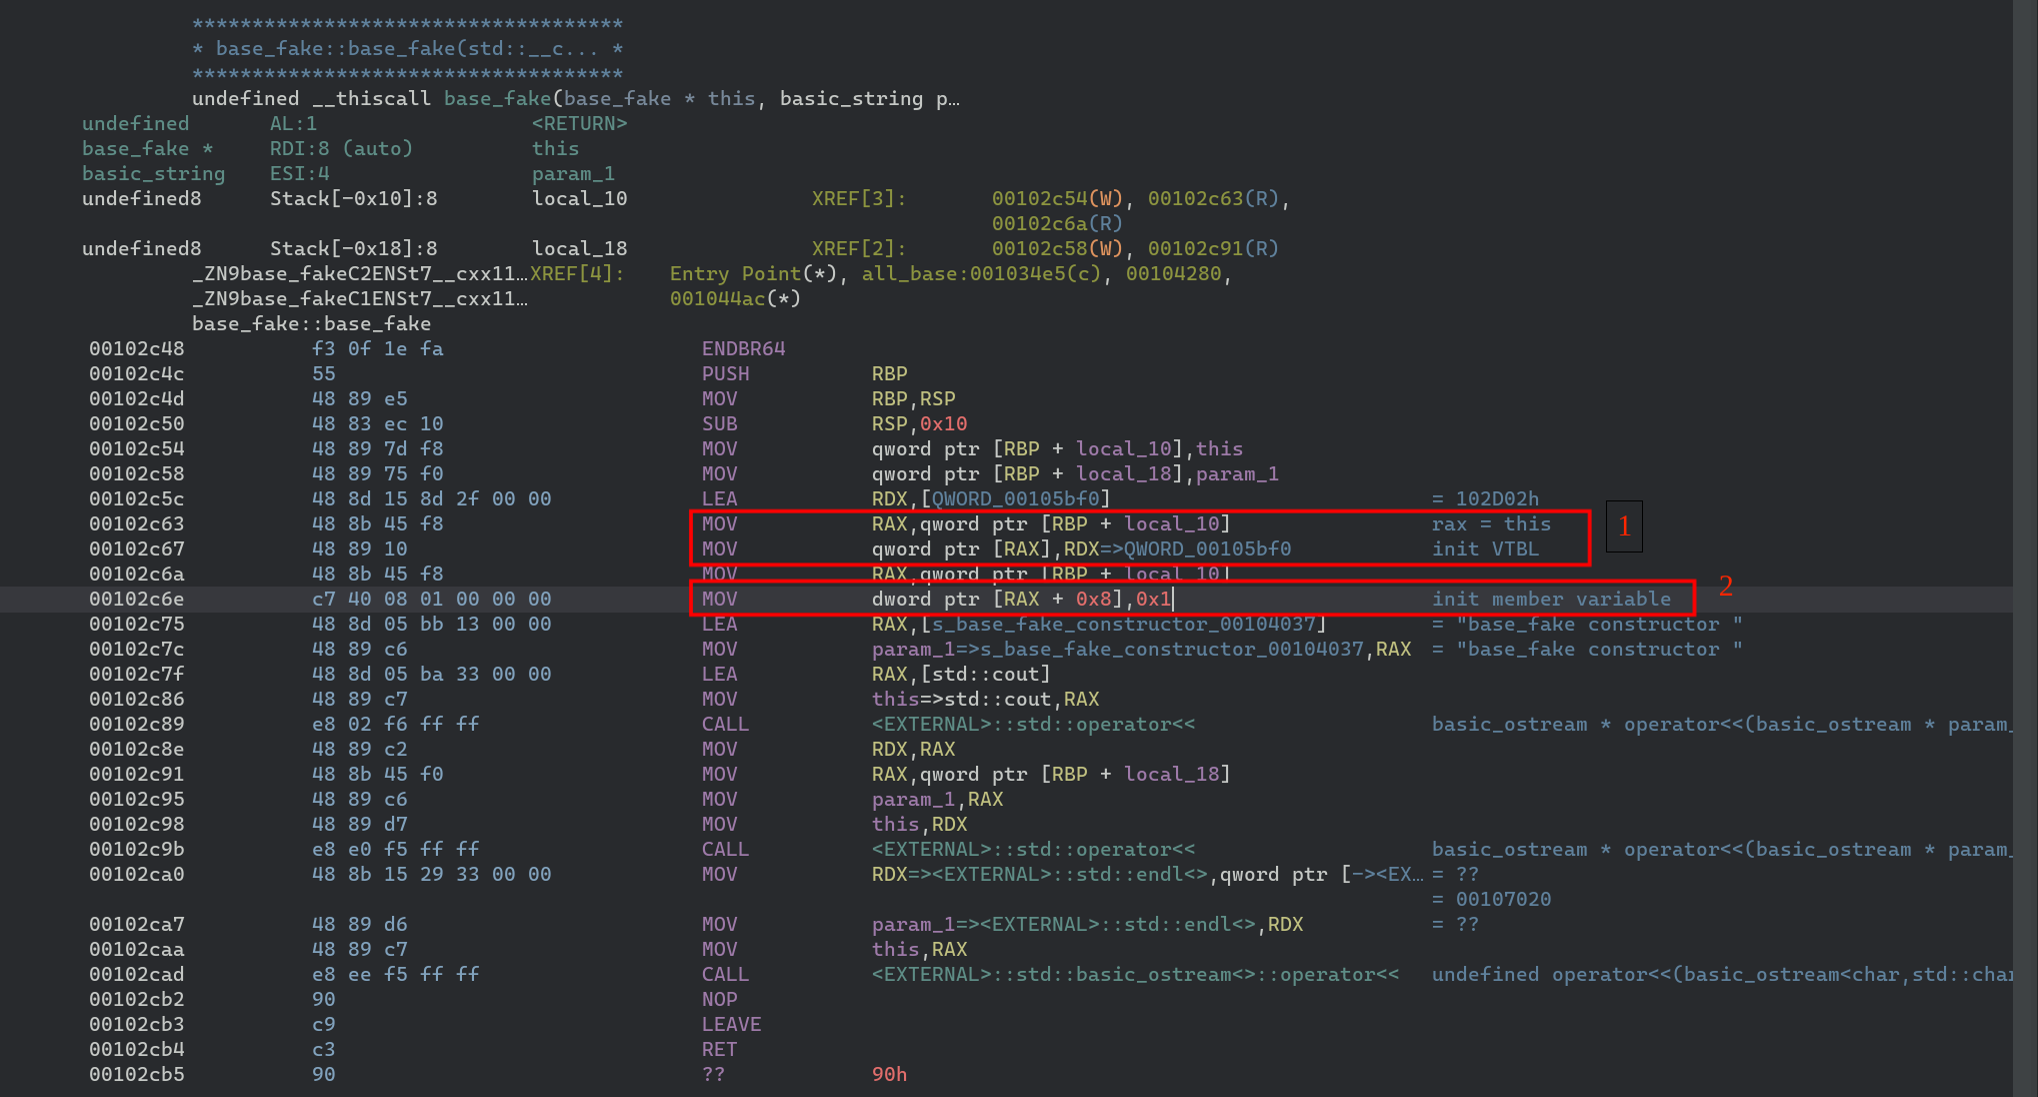 ************************************
* base_fake::base_fake(std::__c... *
************************************
undefined __thiscall base_fake(base_fake * this, basic_string p…
undefined AL:1 <RETURN>
base_fake * RDI:8 (auto) this
basic_string ESI:4 param_1
undefined8 Stack[-0x10]:8 local_10 XREF[3]: 00102c54(W), 00102c63(R),
00102c6a(R)
undefined8 Stack[-0x18]:8 local_18 XREF[2]: 00102c58(W), 00102c91(R)
_ZN9base_fakeC2ENSt7__cxx11… XREF[4]: Entry Point(*), all_base:001034e5(c), 00104280,
_ZN9base_fakeC1ENSt7__cxx11… 001044ac(*)
base_fake::base_fake
00102c48 f3 0f 1e fa ENDBR64
00102c4c 55 PUSH RBP
00102c4d 48 89 e5 MOV RBP,RSP
00102c50 48 83 ec 10 SUB RSP,0x10
00102c54 48 89 7d f8 MOV qword ptr [RBP + local_10],this
00102c58 48 89 75 f0 MOV qword ptr [RBP + local_18],param_1
00102c5c 48 8d 15 8d 2f 00 00 LEA RDX,[QWORD_00105bf0] = 102D02h
00102c63 48 8b 45 f8 MOV RAX,qword ptr [RBP + local_10] rax = this 1
00102c67 48 89 10 MOV qword ptr [RAX],RDX=>QWORD_00105bf0 init VTBL
00102c6a 48 8b 45 f8 MOV RAX,qword ptr [RBP + local_10]
00102c6e c7 40 08 01 00 00 00 MOV dword ptr [RAX + 0x8],0x1 init member variable 2
00102c75 48 8d 05 bb 13 00 00 LEA RAX,[s_base_fake_constructor_00104037] = "base_fake constructor "
00102c7c 48 89 c6 MOV param_1=>s_base_fake_constructor_00104037,RAX = "base_fake constructor "
00102c7f 48 8d 05 ba 33 00 00 LEA RAX,[std::cout]
00102c86 48 89 c7 MOV this=>std::cout,RAX
00102c89 e8 02 f6 ff ff CALL <EXTERNAL>::std::operator<< basic_ostream * operator<<(basic_ostream * param_
00102c8e 48 89 c2 MOV RDX,RAX
00102c91 48 8b 45 f0 MOV RAX,qword ptr [RBP + local_18]
00102c95 48 89 c6 MOV param_1,RAX
00102c98 48 89 d7 MOV this,RDX
00102c9b e8 e0 f5 ff ff CALL <EXTERNAL>::std::operator<< basic_ostream * operator<<(basic_ostream * param_
00102ca0 48 8b 15 29 33 00 00 MOV RDX=><EXTERNAL>::std::endl<>,qword ptr [-><EX… = ??
= 00107020
00102ca7 48 89 d6 MOV param_1=><EXTERNAL>::std::endl<>,RDX = ??
00102caa 48 89 c7 MOV this,RAX
00102cad e8 ee f5 ff ff CALL <EXTERNAL>::std::basic_ostream<>::operator<< undefined operator<<(basic_ostream<char,std::char
00102cb2 90 NOP
00102cb3 c9 LEAVE
00102cb4 c3 RET
00102cb5 90 ?? 90h